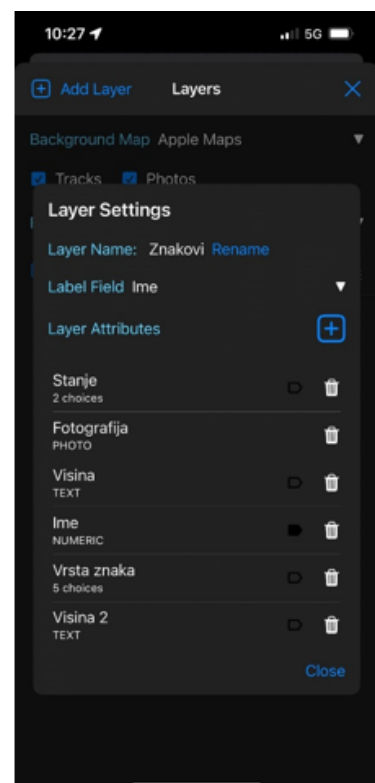 10:27
5G
Add Layer Layers
Background Map Apple Maps
Tracks Photos
Layer Settings
Layer Name: Znakovi Rename
Label Field Ime
Layer Attributes
Stanje
2 choices
Fotografija
PHOTO
Visina
TEXT
Ime
NUMERIC
Vrsta znaka
5 choices
Visina 2
TEXT
Close